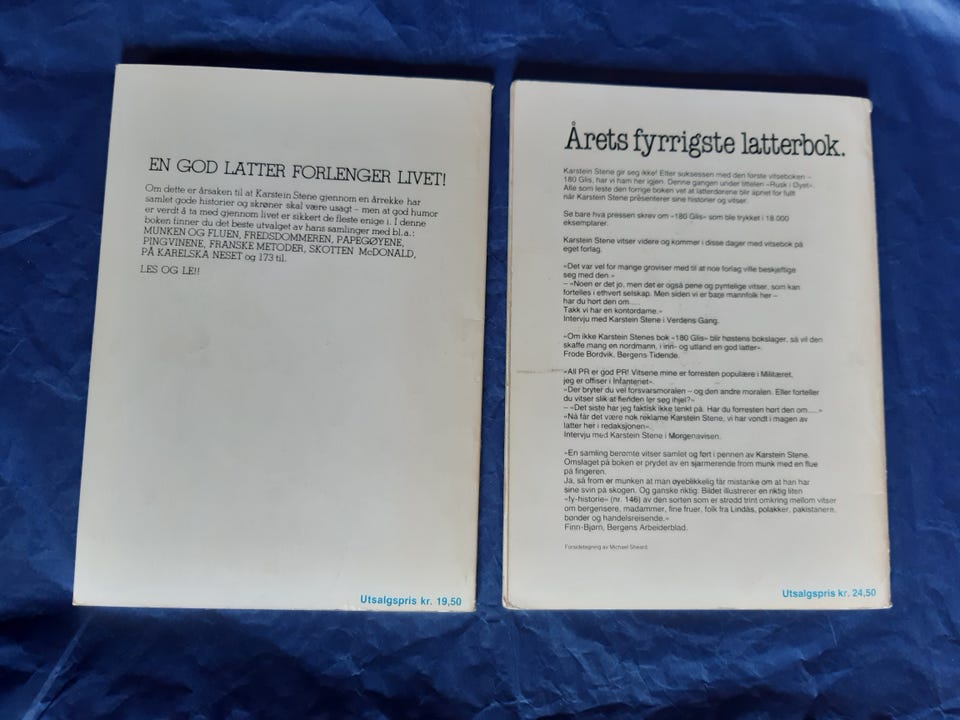 EN GOD LATTER FORLENGER LIVET!
Om dette er årsaken til at Karstein Stene gjennom en årrekke har
samlet gode historier og skrøner skal være usagt – men at god humor
er verdt å ta med gjennom livet er sikkert de fleste enige i. I denne
boken finner du det beste utvalget av hans samlinger med bl.a.:
MUNKEN OG FLUEN, FREDSDOMMEREN, PAPEGØYENE,
PINGVINENE, FRANSKE METODER, SKOTTEN McDONALD,
PÅ KARELSKA NESET og 173 til.
LES OG LE!!
Utsalgspris kr. 19,50
Årets fyrrigste latterbok.
Karstein Stene gir seg ikke! Etter suksessen med den første vitseboken –
180 Glis, har vi ham her igjen. Denne gangen under tittelen «Rusk i Øyet».
Alle som leste den forrige boken vet at latterdørene blir åpnet for fullt
når Karstein Stene presenterer sine historier og vitser.
Se bare hva pressen skrev om «180 Glis» som ble trykket i 18.000
eksemplarer.
Karstein Stene vitser videre og kommer i disse dager med vitsebok på
eget forlag.
«Det var vel for mange groviser med til at noe forlag ville beskjeftige
seg med den.»
– «Noen er det jo, men det er også pene og pyntelige vitser, som kan
fortelles i ethvert selskap. Men siden vi er bare mannfolk her –
har du hørt den om....
Takk vi har en kontordame.»
Intervju med Karstein Stene i Verdens Gang.
«Om ikke Karstein Stenes bok «180 Glis» blir høstens bokslager, så vil den
skaffe mang en nordmann, i inn- og utland en god latter».
Frode Bordvik, Bergens Tidende.
«All PR er god PR! Vitsene mine er forresten populære i Militæret,
jeg er offiser i Infanteriet».
«Der bryter du vel forsvarsmoralen – og den andre moralen. Eller forteller
du vitser slik at fienden ler seg ihjel?»
– «Det siste har jeg faktisk ikke tenkt på. Har du forresten hørt den om.....»
«Nå får det være nok reklame Karstein Stene, vi har vondt i magen av
latter her i redaksjonen».
Intervju med Karstein Stene i Morgenavisen.
«En samling berømte vitser samlet og ført i pennen av Karstein Stene.
Omslaget på boken er prydet av en sjarmerende from munk med en flue
på fingeren.
Ja, så from er munken at man øyeblikkelig får mistanke om at han har
sine svin på skogen. Og ganske riktig: Bildet illustrerer en riktig liten
«fy-historie» (nr. 146) av den sorten som er strødd trint omkring mellom vitser
om bergensere, madammer, fine fruer, folk fra Lindås, polakker, pakistanere,
bønder og handelsreisende.»
Finn-Bjørn, Bergens Arbeiderblad.
Forsidetegning av Michael Sheard.
Utsalgspris kr. 24,50